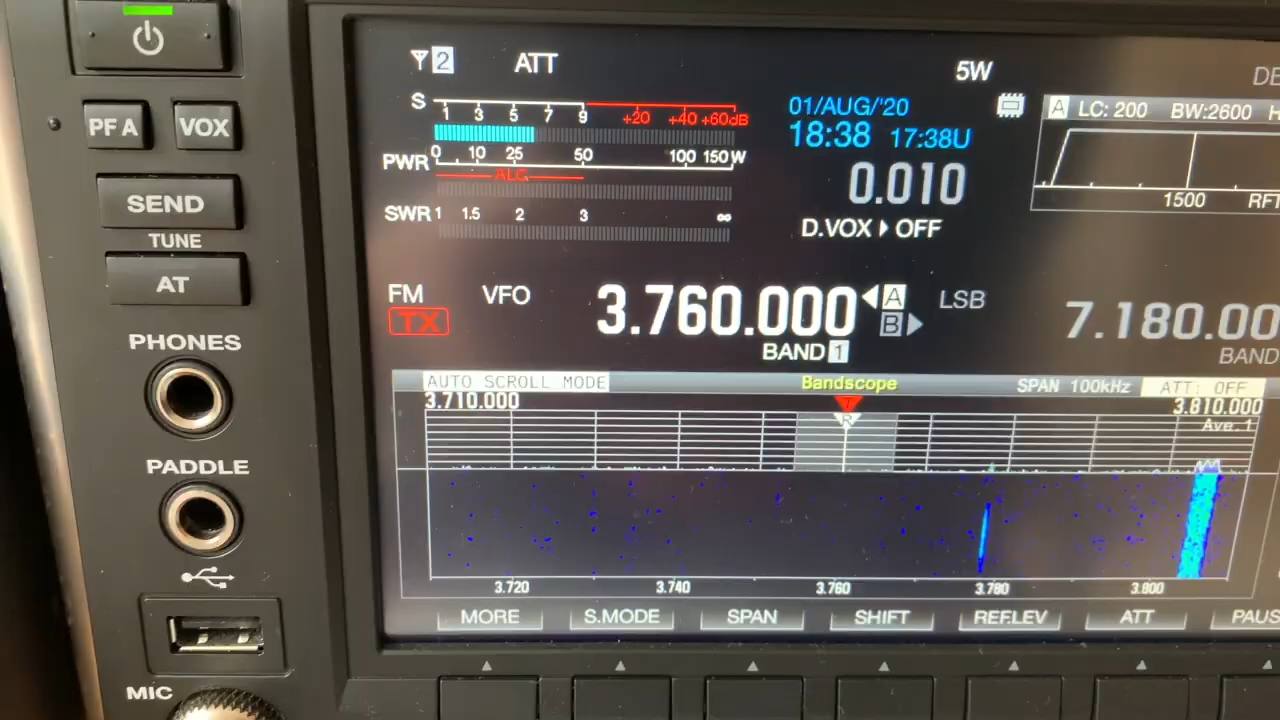 2 ATT 5W
S 1 3 5 7 9 +20 +40 +60dB
01/AUG/'20
18:38 17:38U
A LC: 200 BW:2600
PWR 0 10 25 50 100 150W
ALC
0.010
1500
SWR 1 1.5 2 3 ∞
D.VOX OFF
FM VFO 3.760.000 A LSB
TX B 7.180.00
BAND 1 BAND
AUTO SCROLL MODE Bandscope SPAN 100kHz ATT: OFF
3.710.000 T 3.810.000
R Ave.1
3.720 3.740 3.760 3.780 3.800
MORE S.MODE SPAN SHIFT REF.LEV ATT PAUS
PF A VOX
SEND
TUNE
AT
PHONES
PADDLE
MIC